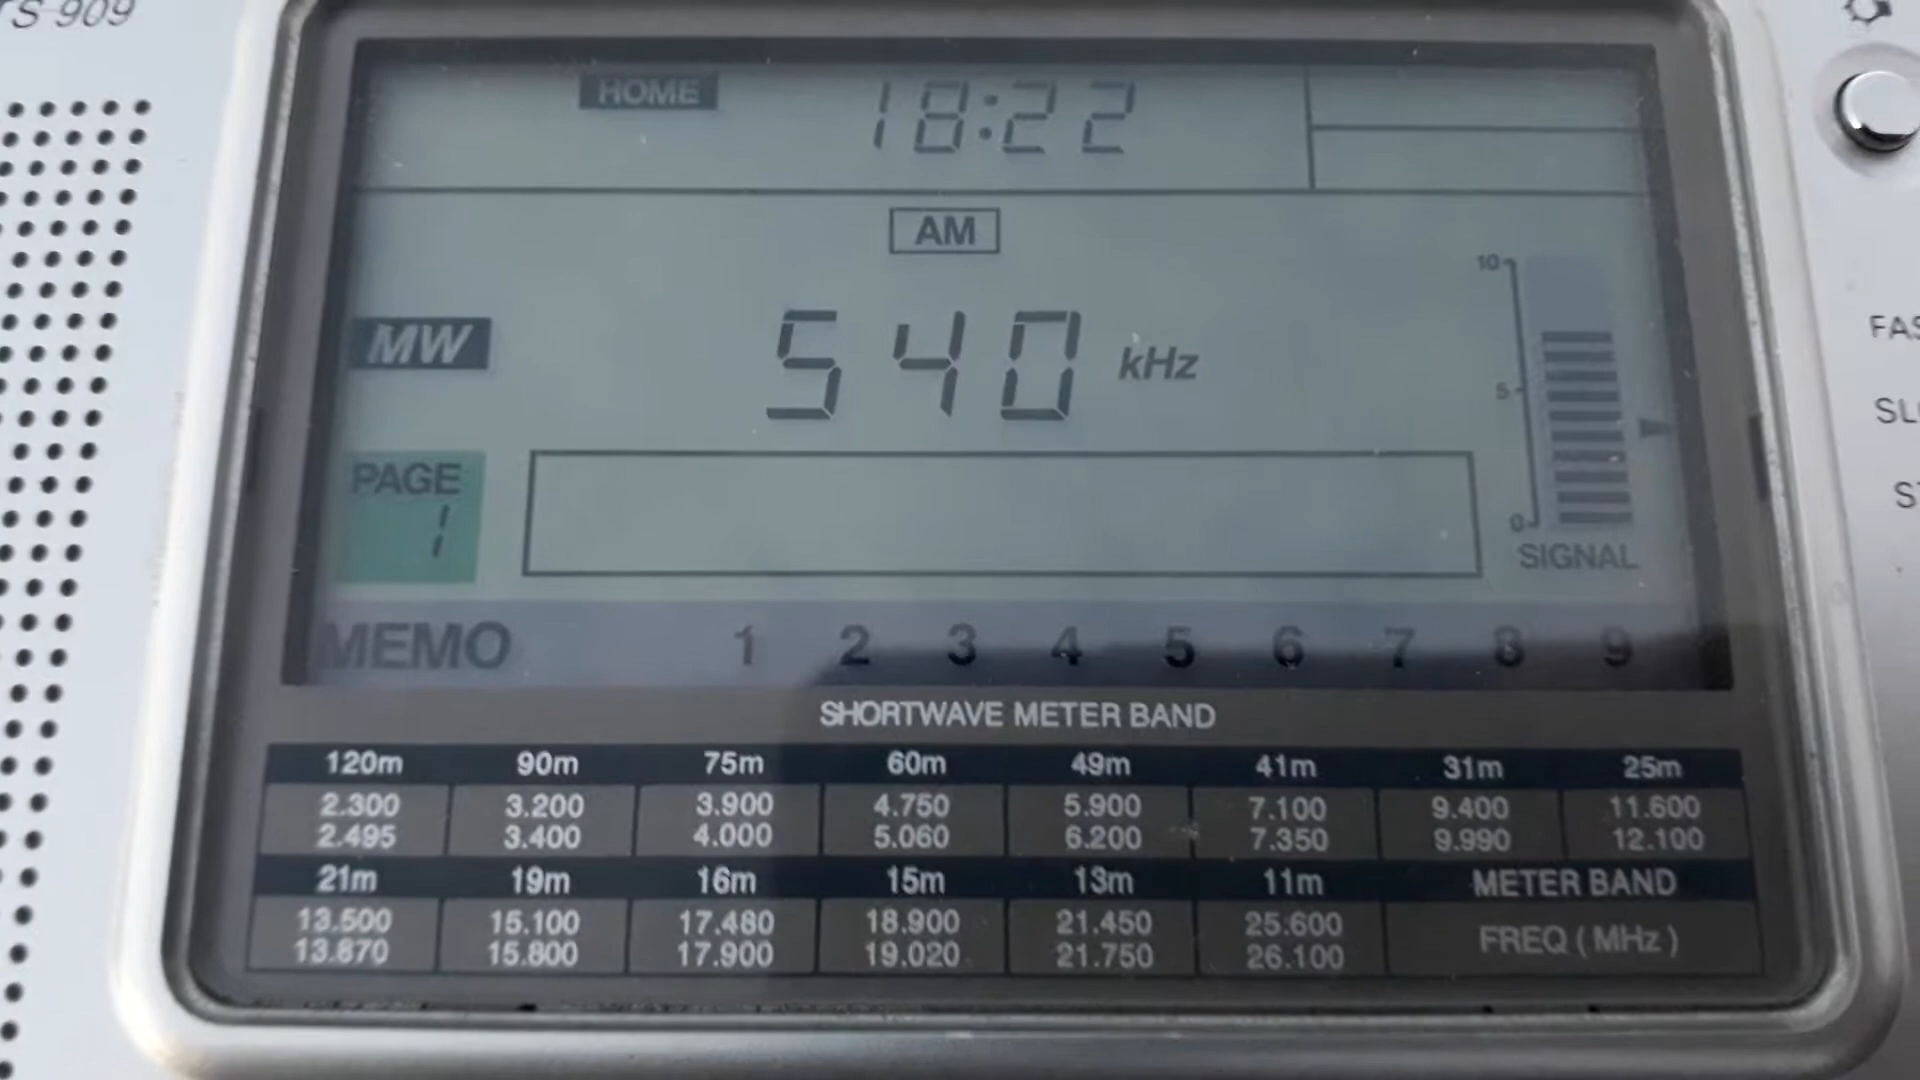 TS 909
HOME 18:22
AM
MW 540 kHz
10
5
0
SIGNAL
PAGE
1
MEMO 1 2 3 4 5 6 7 8 9
SHORTWAVE METER BAND
120m 90m 75m 60m 49m 41m 31m 25m
2.300 3.200 3.900 4.750 5.900 7.100 9.400 11.600
2.495 3.400 4.000 5.060 6.200 7.350 9.990 12.100
21m 19m 16m 15m 13m 11m METER BAND
13.500 15.100 17.480 18.900 21.450 25.600 FREQ (MHz)
13.870 15.800 17.900 19.020 21.750 26.100